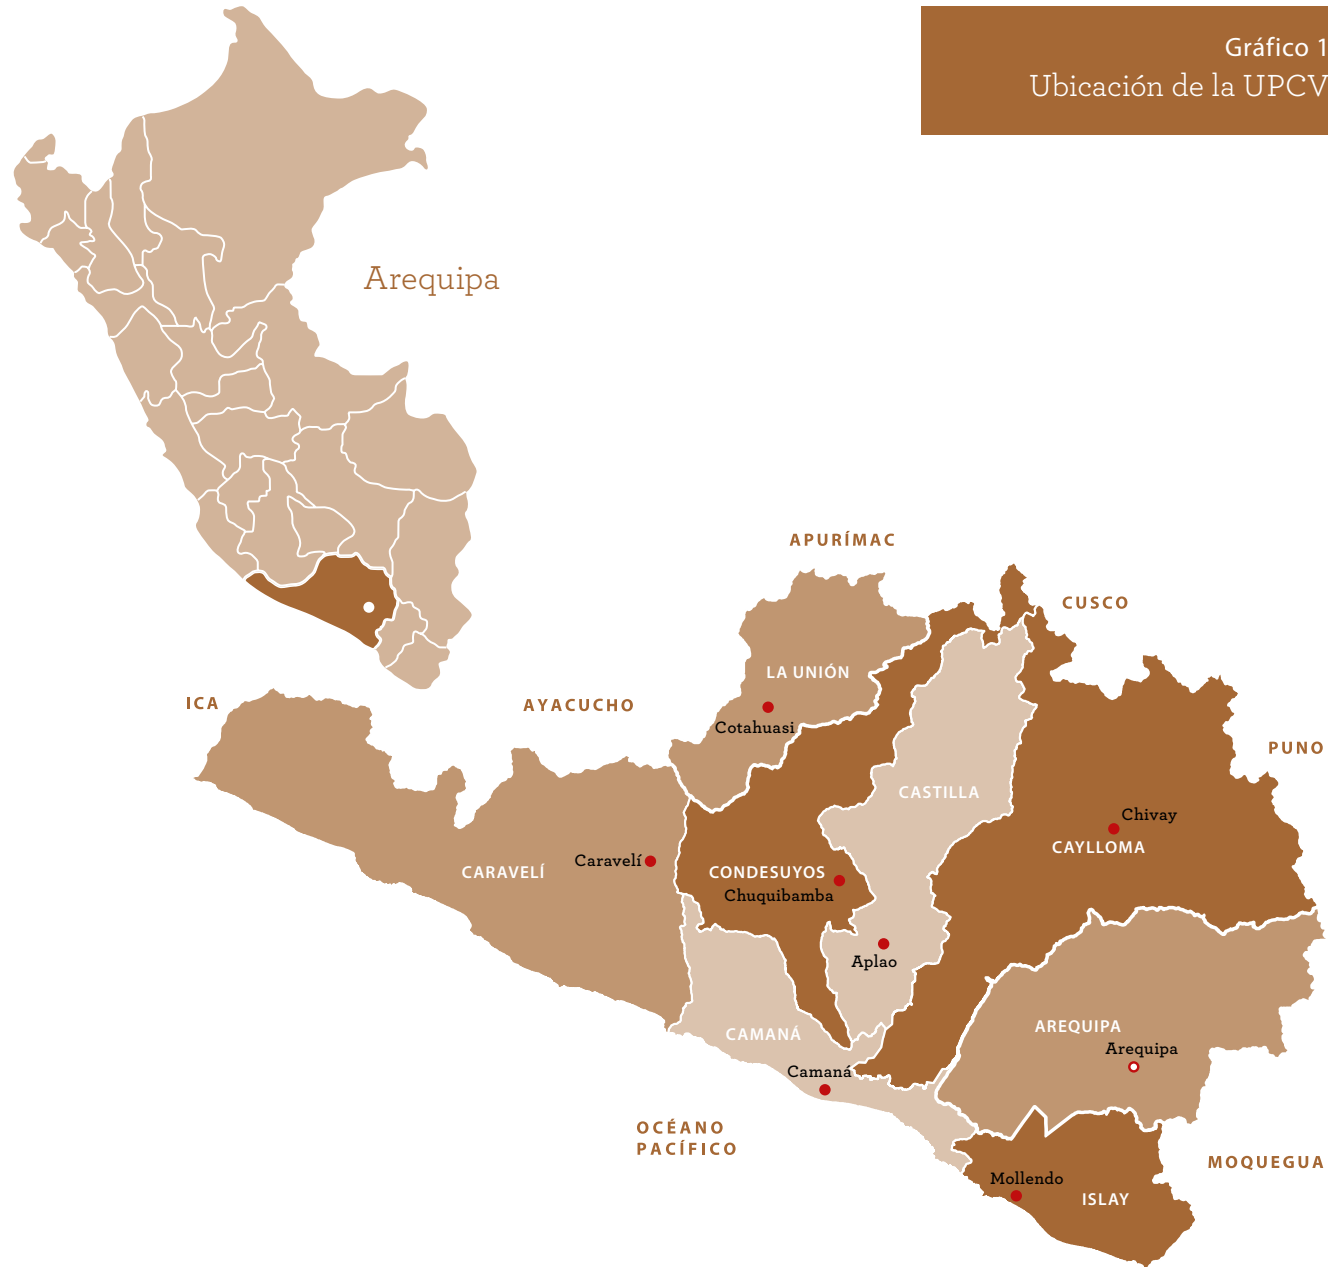 Gráfico 1
Ubicación de la UPCV
Arequipa
APURÍMAC
CUSCO
LA UNIÓN
ICA
AYACUCHO
Cotahuasi
PUNO
CASTILLA
Chivay
CAYLLOMA
Caravelí
CARAVELÍ
CONDESUYOS
Chuquibamba
Aplao
CAMANÁ
AREQUIPA
Arequipa
Camaná
OCÉANO
PACÍFICO
MOQUEGUA
Mollendo
ISLAY